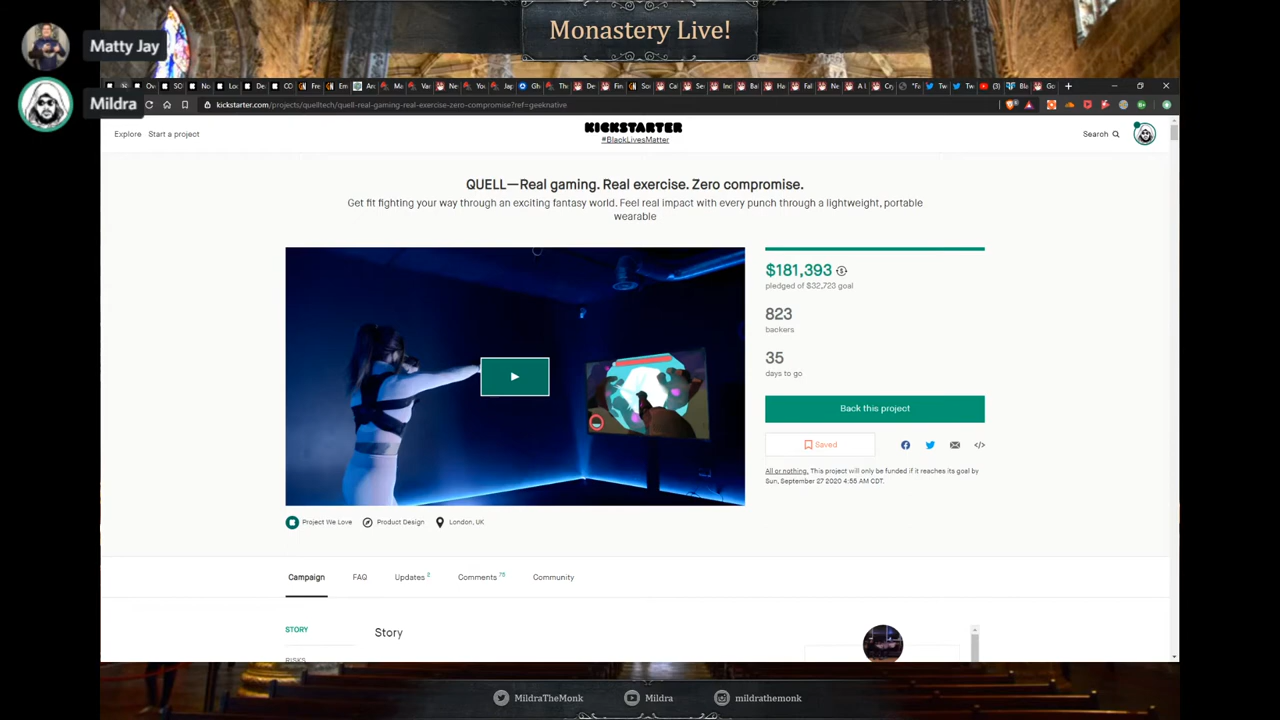 Monastery Live!
Matty Jay
Mildra
kickstarter.com/projects/quelltech/quell-real-gaming-real-exercise-zero-compromise?ref=geeknative
Explore Start a project
KICKSTARTER
#BlackLivesMatter
Search
QUELL—Real gaming. Real exercise. Zero compromise.
Get fit fighting your way through an exciting fantasy world. Feel real impact with every punch through a lightweight, portable
wearable
$181,393
pledged of $32,723 goal
823
backers
35
days to go
Back this project
Saved
All or nothing. This project will only be funded if it reaches its goal by
Sun, September 27 2020 4:55 AM CDT.
Project We Love Product Design London, UK
Campaign FAQ Updates 2 Comments 75 Community
STORY
Story
RISKS
MildraTheMonk Mildra mildrathemonk